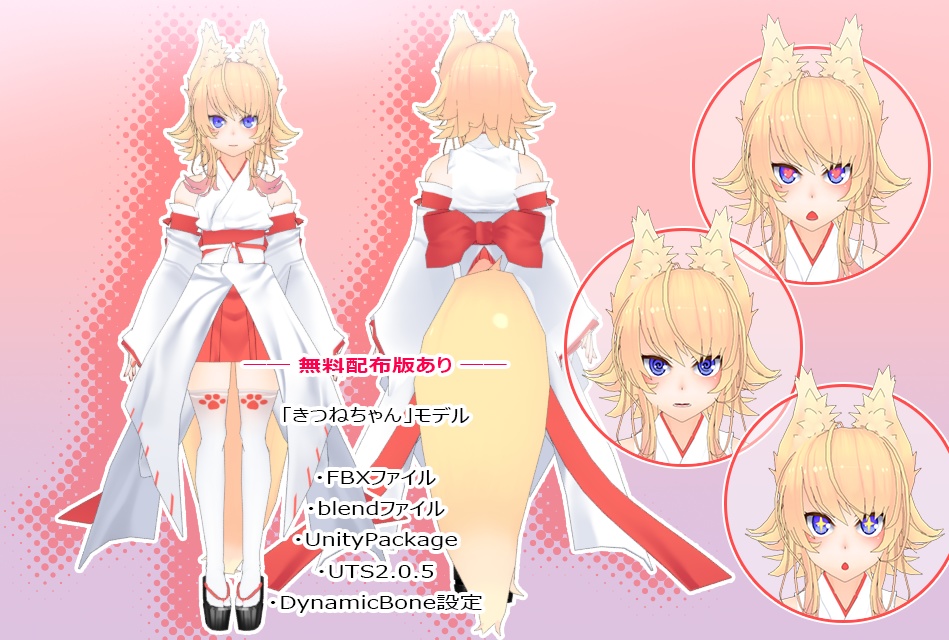 ―― 無料配布版あり ――
「きつねちゃん」モデル
・FBXファイル
・blendファイル
・UnityPackage
・UTS2.0.5
・DynamicBone設定